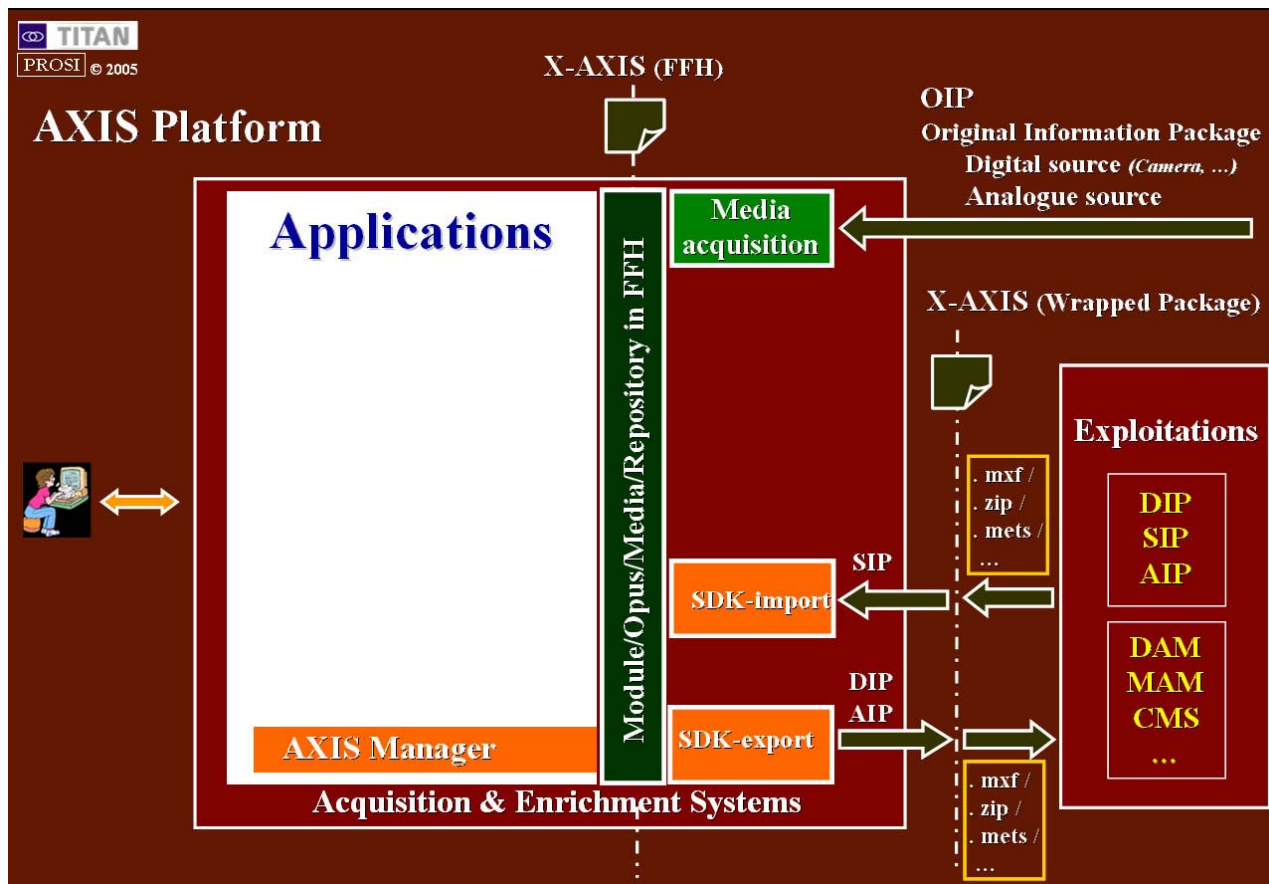 TITAN
PROSI © 2005
AXIS Platform
X-AXIS (FFH)
OIP
Original Information Package
Digital source (Camera, ...)
Analogue source
Applications
Module/Opus/Media/Repository in FFH
Media
acquisition
X-AXIS (Wrapped Package)
. mxf /
. zip /
. mets /
...
Exploitations
DIP
SIP
AIP
DAM
MAM
CMS
...
SIP
SDK-import
DIP
AIP
SDK-export
AXIS Manager
Acquisition & Enrichment Systems
. mxf /
. zip /
. mets /
...